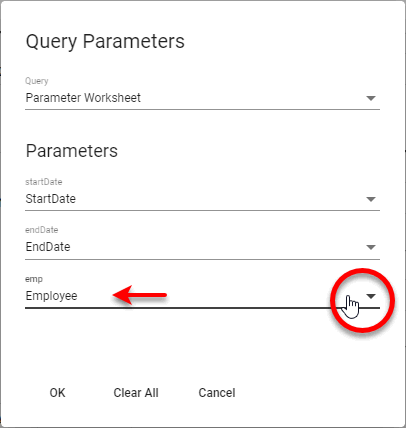 Query Parameters
Query
Parameter Worksheet
Parameters
startDate
StartDate
endDate
EndDate
emp
Employee
OK Clear All Cancel